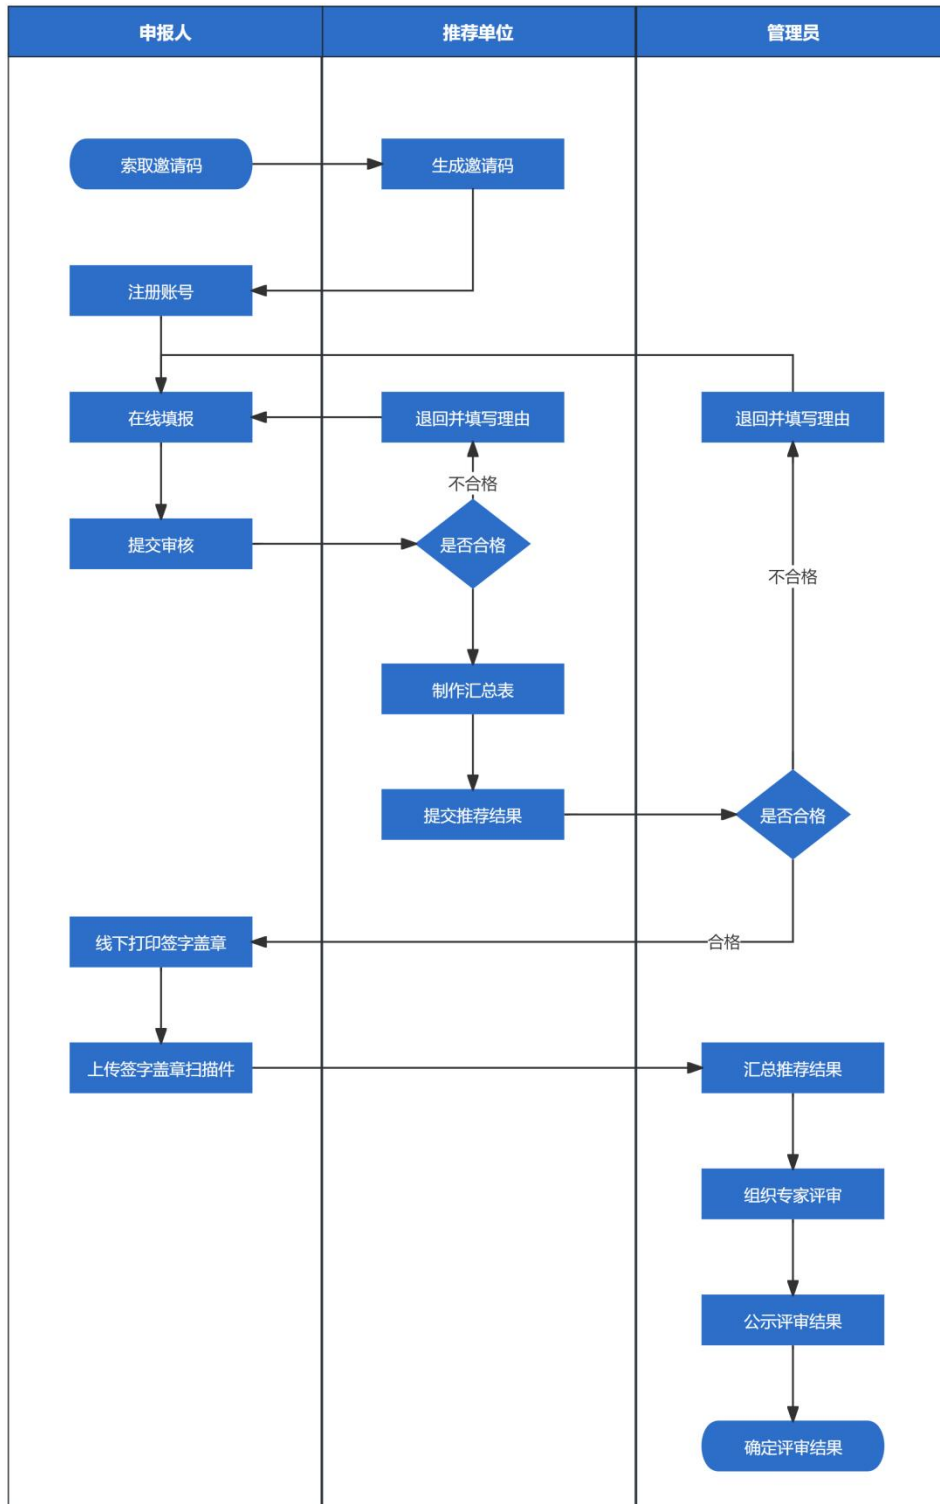 申报人
推荐单位
管理员
索取邀请码
生成邀请码
注册账号
在线填报
退回并填写理由
退回并填写理由
不合格
提交审核
是否合格
不合格
制作汇总表
提交推荐结果
是否合格
线下打印签字盖章
合格
上传签字盖章扫描件
汇总推荐结果
组织专家评审
公示评审结果
确定评审结果